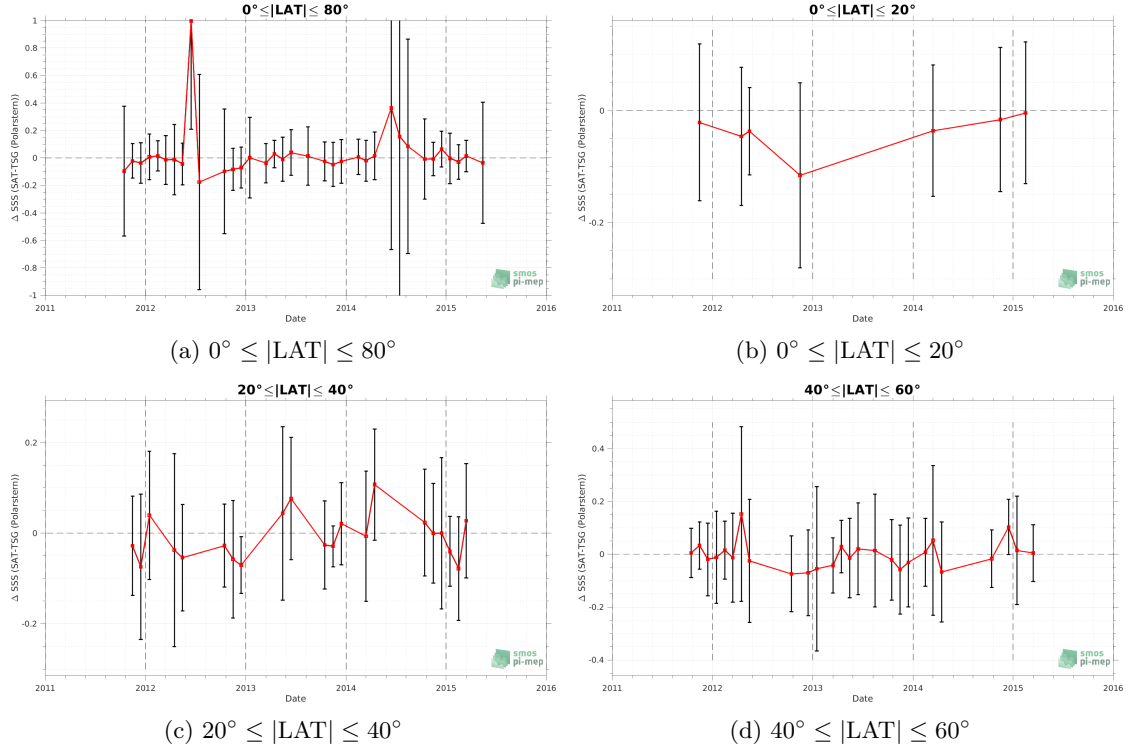 0°≤|LAT|≤ 80°
Δ SSS (SAT-TSG (Polarstern))
1
0.8
0.6
0.4
0.2
0
-0.2
-0.4
-0.6
-0.8
-1
2011 2012 2013 2014 2015 2016
Date
smos
pi-mep
(a) 0° ≤ |LAT| ≤ 80°
0°≤|LAT|≤ 20°
Δ SSS (SAT-TSG (Polarstern))
0
-0.2
2011 2012 2013 2014 2015 2016
Date
smos
pi-mep
(b) 0° ≤ |LAT| ≤ 20°
20°≤|LAT|≤ 40°
Δ SSS (SAT-TSG (Polarstern))
0.2
0
-0.2
2011 2012 2013 2014 2015 2016
Date
smos
pi-mep
(c) 20° ≤ |LAT| ≤ 40°
40°≤|LAT|≤ 60°
Δ SSS (SAT-TSG (Polarstern))
0.4
0.2
0
-0.2
-0.4
2011 2012 2013 2014 2015 2016
Date
smos
pi-mep
(d) 40° ≤ |LAT| ≤ 60°